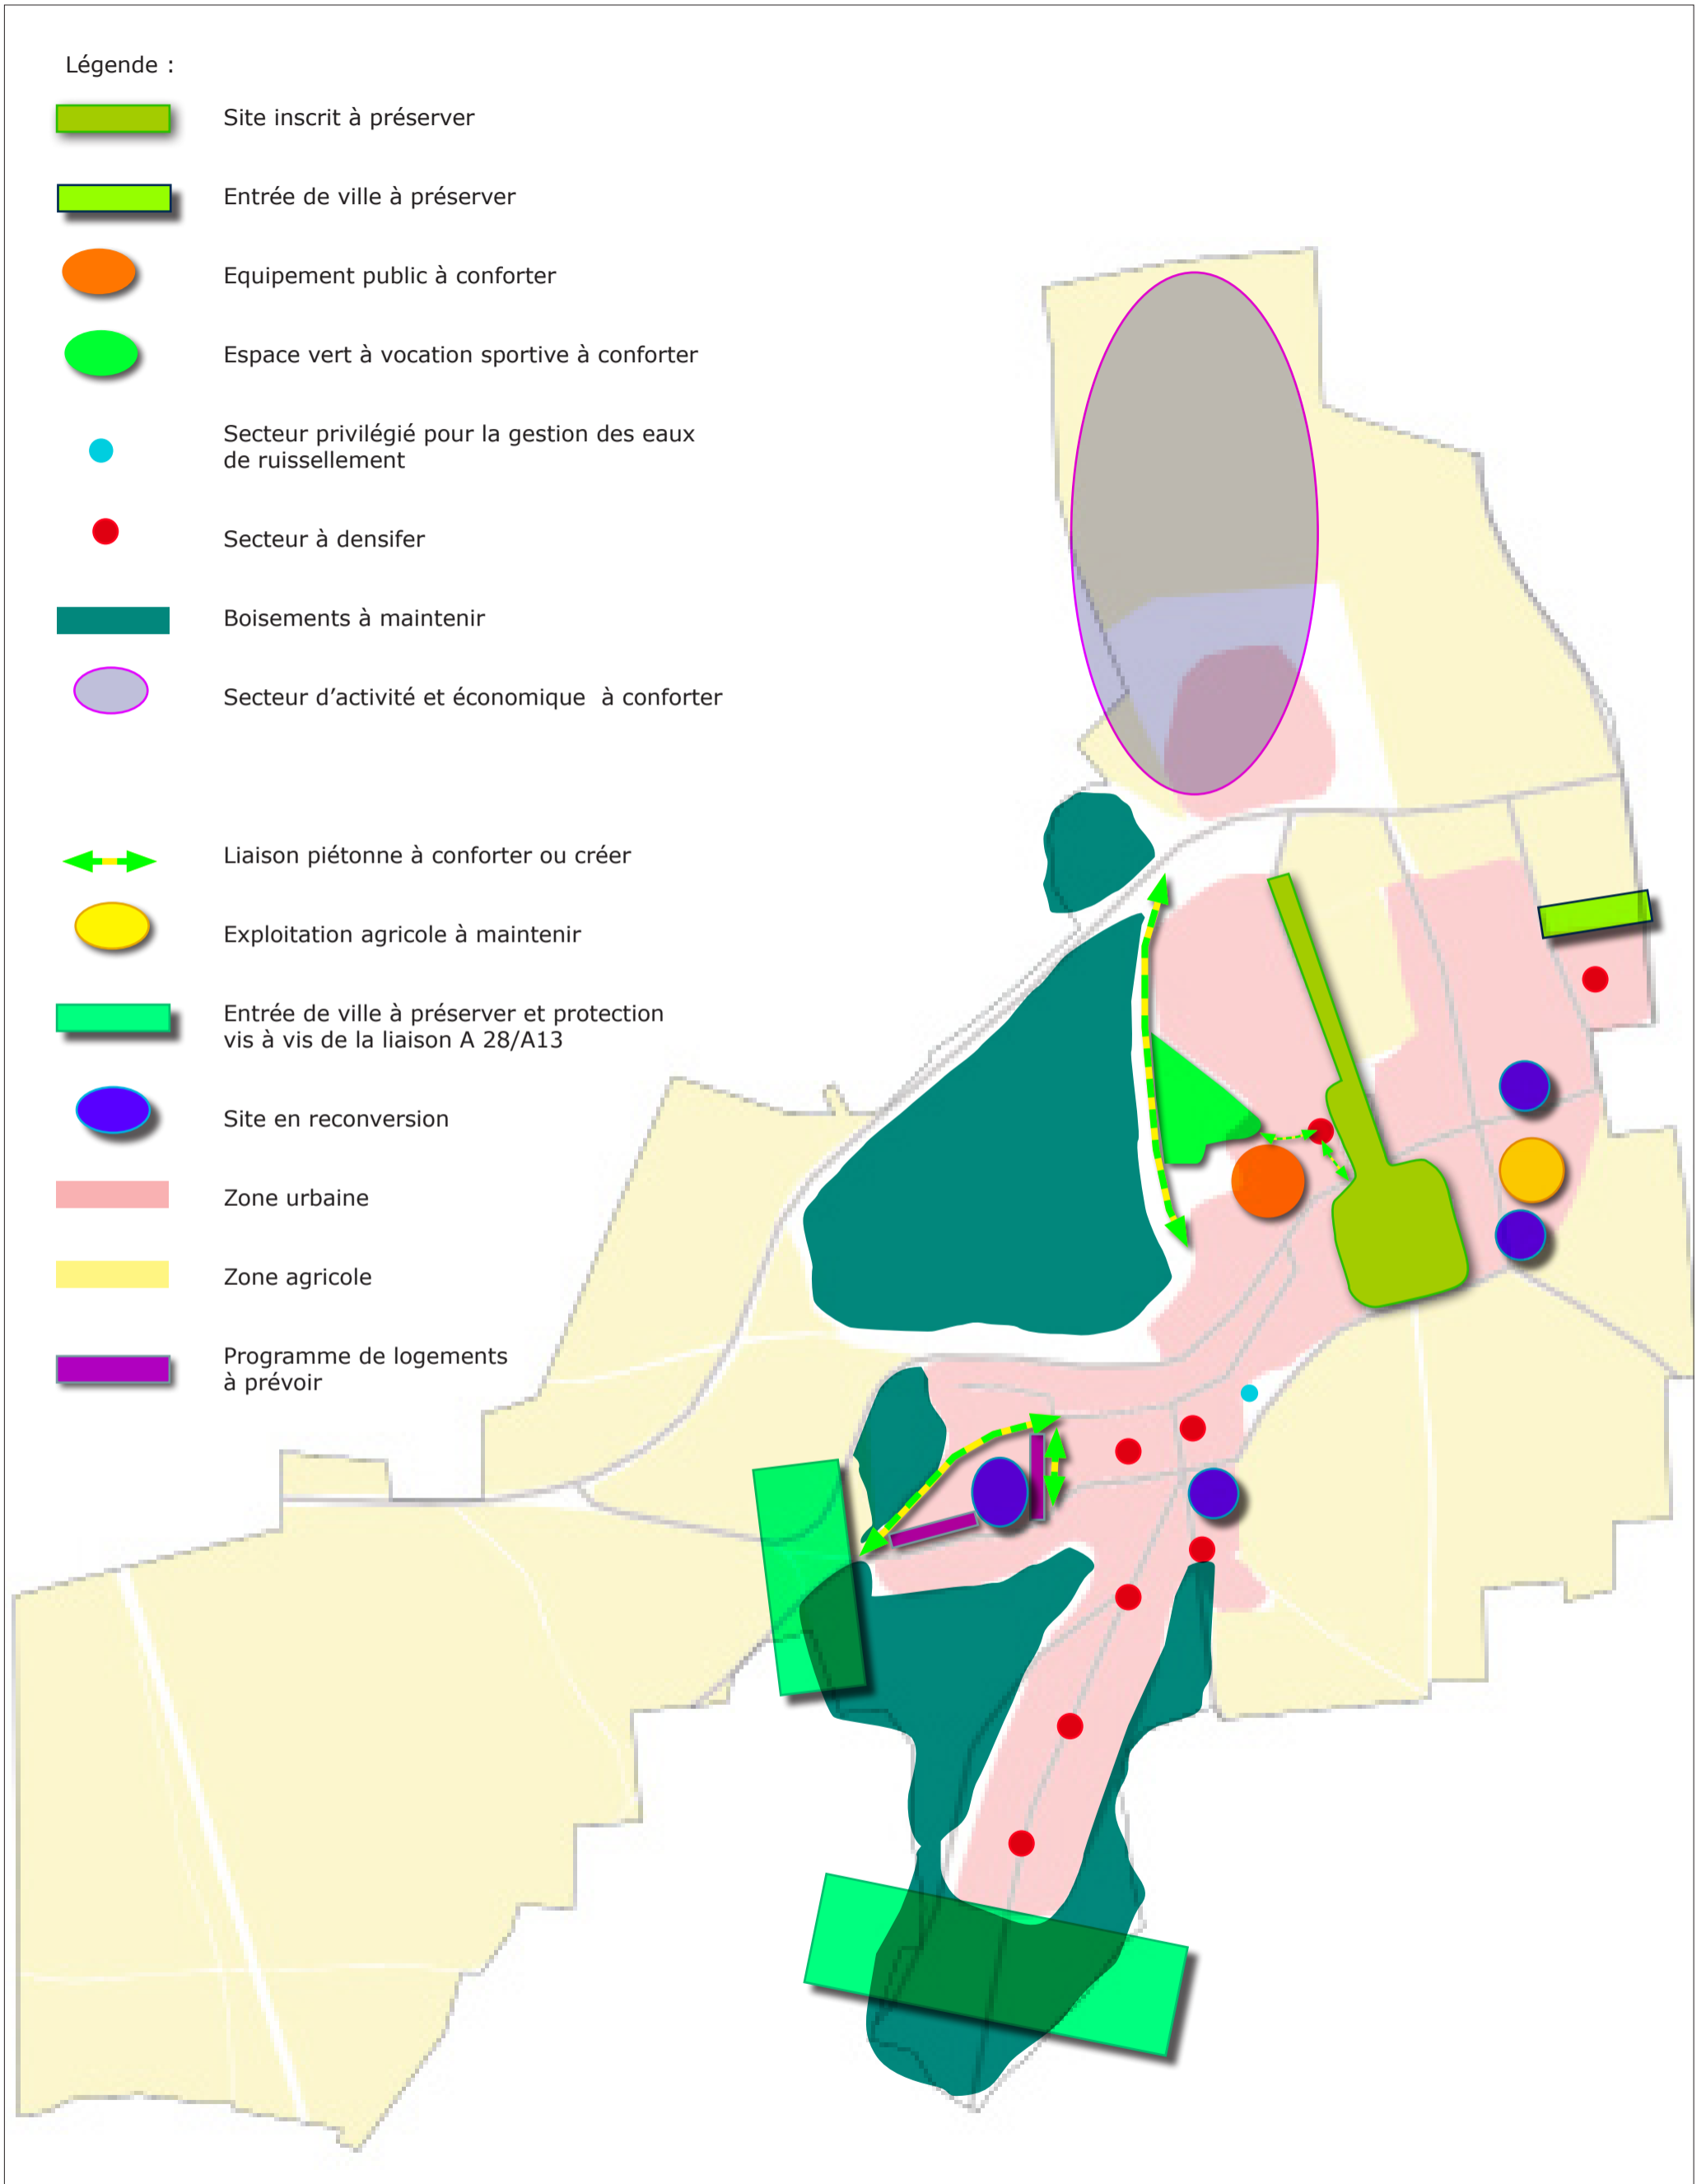 Légende :
Site inscrit à préserver
Entrée de ville à préserver
Equipement public à conforter
Espace vert à vocation sportive à conforter
Secteur privilégié pour la gestion des eaux
de ruissellement
Secteur à densifer
Boisements à maintenir
Secteur d’activité et économique  à conforter
Liaison piétonne à conforter ou créer
Exploitation agricole à maintenir
Entrée de ville à préserver et protection
vis à vis de la liaison A 28/A13
Site en reconversion
Zone urbaine
Zone agricole
Programme de logements
à prévoir